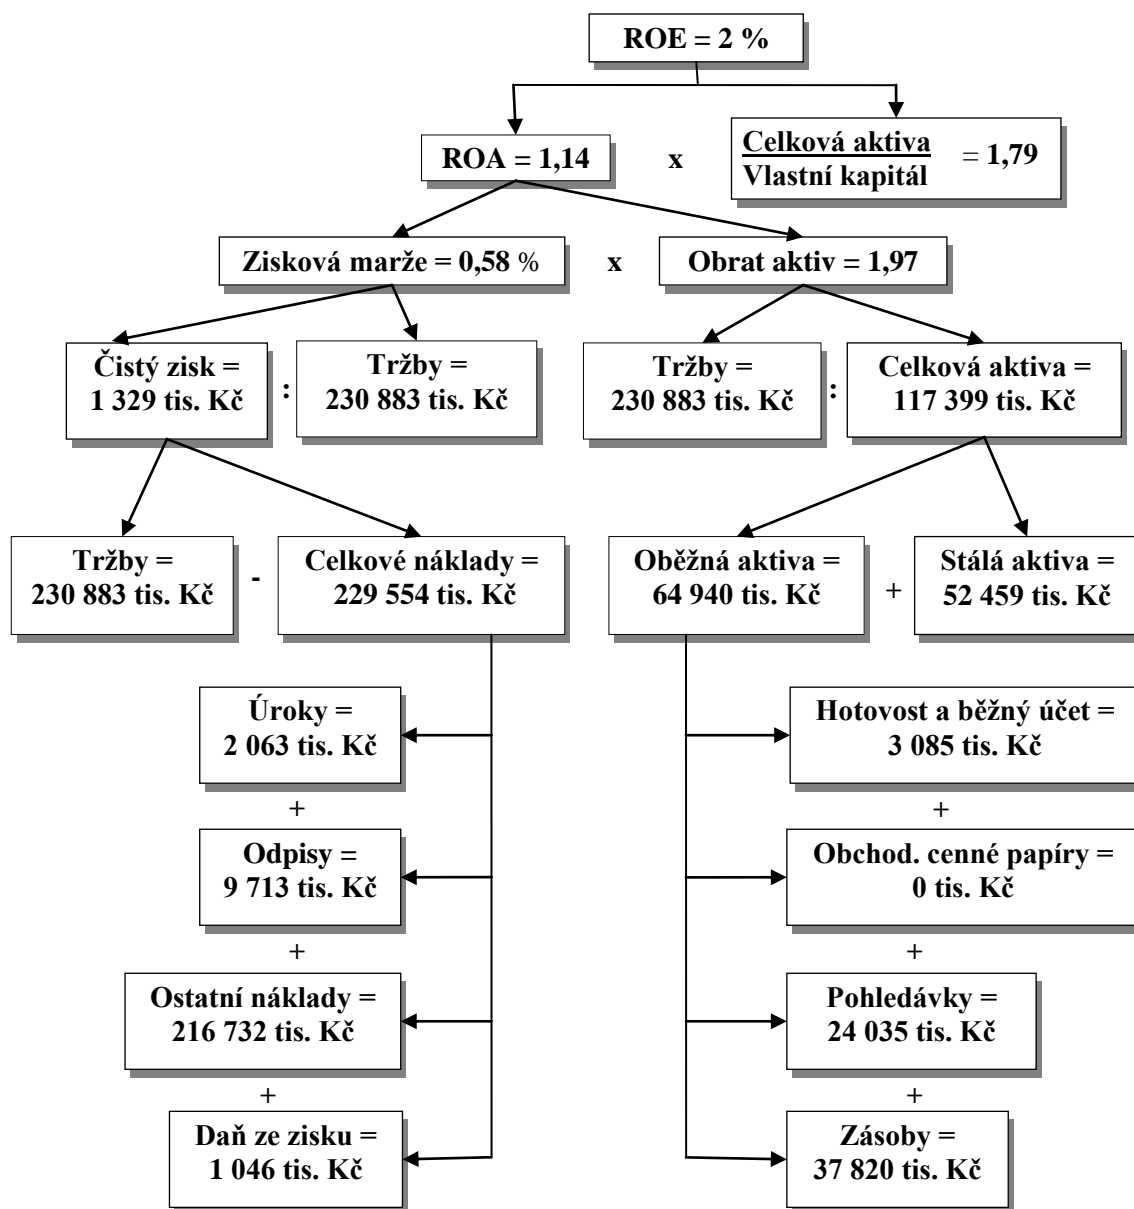 ROE = 2 %
ROA = 1,14
x
Celková aktiva
Vlastní kapitál
= 1,79
Zisková marže = 0,58 %
x
Obrat aktiv = 1,97
Čistý zisk =
1 329 tis. Kč
:
Tržby =
230 883 tis. Kč
Tržby =
230 883 tis. Kč
:
Celková aktiva =
117 399 tis. Kč
Tržby =
230 883 tis. Kč
-
Celkové náklady =
229 554 tis. Kč
Oběžná aktiva =
64 940 tis. Kč
+
Stálá aktiva =
52 459 tis. Kč
Úroky =
2 063 tis. Kč
+
Odpisy =
9 713 tis. Kč
+
Ostatní náklady =
216 732 tis. Kč
+
Daň ze zisku =
1 046 tis. Kč
Hotovost a běžný účet =
3 085 tis. Kč
+
Obchod. cenné papíry =
0 tis. Kč
+
Pohledávky =
24 035 tis. Kč
+
Zásoby =
37 820 tis. Kč